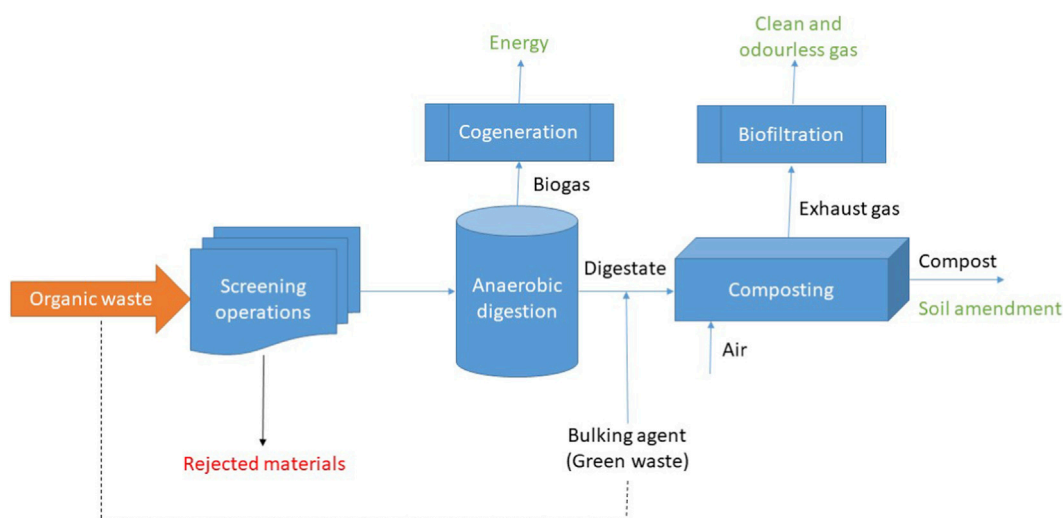 Clean and
odourless gas
Energy
Cogeneration
Biofiltration
Biogas
Exhaust gas
Organic waste
Screening
operations
Anaerobic
digestion
Digestate
Composting
Compost
Soil amendment
Air
Bulking agent
(Green waste)
Rejected materials